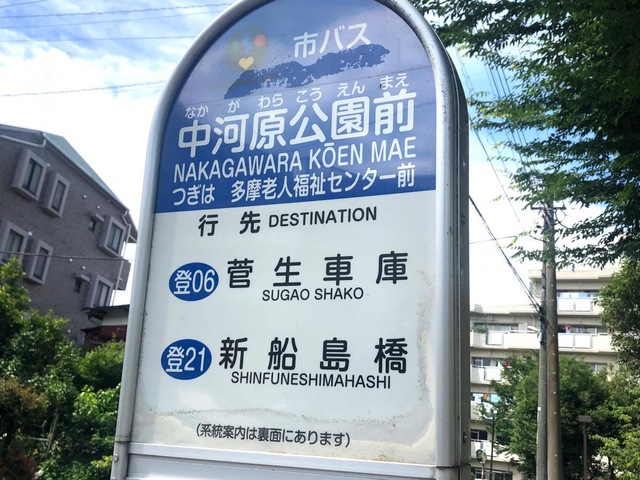 市バス
なか が わら こう えん まえ
中河原公園前
NAKAGAWARA KŌEN MAE
つぎは 多摩老人福祉センター前
行先 DESTINATION
登06 菅生車庫
SUGAO SHAKO
登21 新船島橋
SHINFUNESHIMAHASHI
(系統案内は裏面にあります)